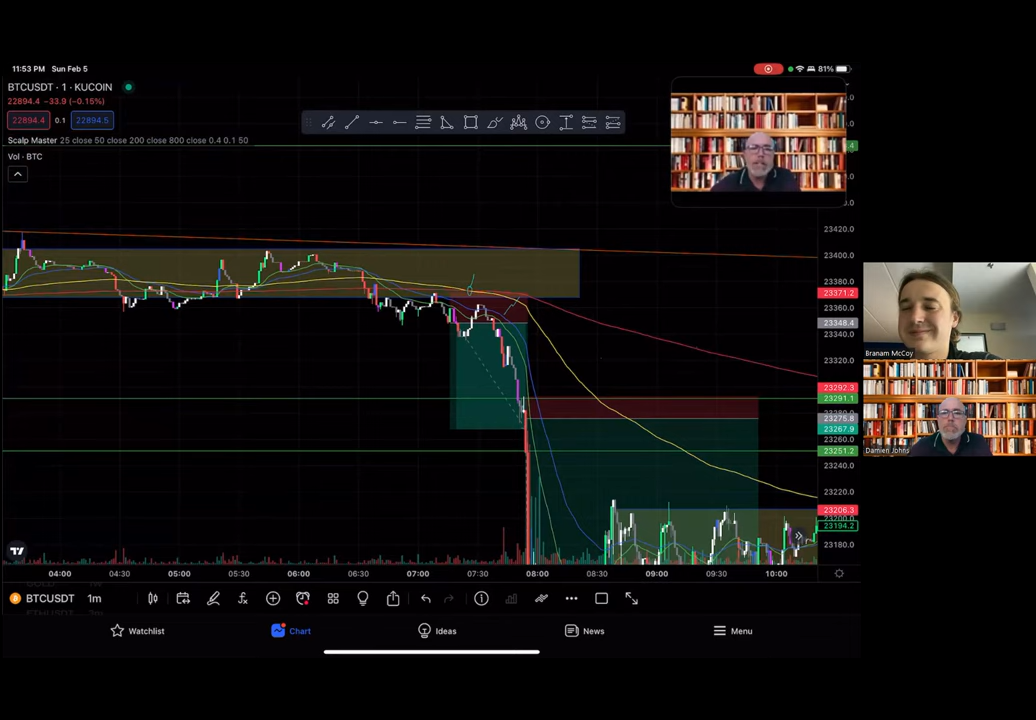 11:53 PM Sun Feb 5
81%
BTCUSDT · 1 · KUCOIN
22894.4 −33.9 (−0.15%)
22894.4 0.1 22894.5
Scalp Master 25 close 50 close 200 close 800 close 0.4 0.1 50
Vol · BTC
23420.0
23400.0
23380.0
23371.2
23360.0
23348.4
23340.0
23320.0
23292.3
23291.1
23275.8
23267.9
23260.0
23251.2
23240.0
23220.0
23206.3
23194.2
23180.0
04:00 04:30 05:00 05:30 06:00 06:30 07:00 07:30 08:00 08:30 09:00 09:30 10:00
BTCUSDT 1m
Watchlist Chart Ideas News Menu
Branam McCoy
Damien Johns